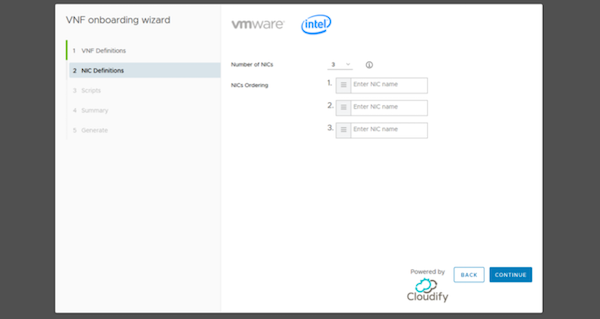 VNF onboarding wizard
1 VNF Definitions
2 NIC Definitions
3 Scripts
4 Summary
5 Generate
vmware intel
Number of NICs 3
NICs Ordering 1. Enter NIC name
2. Enter NIC name
3. Enter NIC name
Powered by
Cloudify
BACK CONTINUE